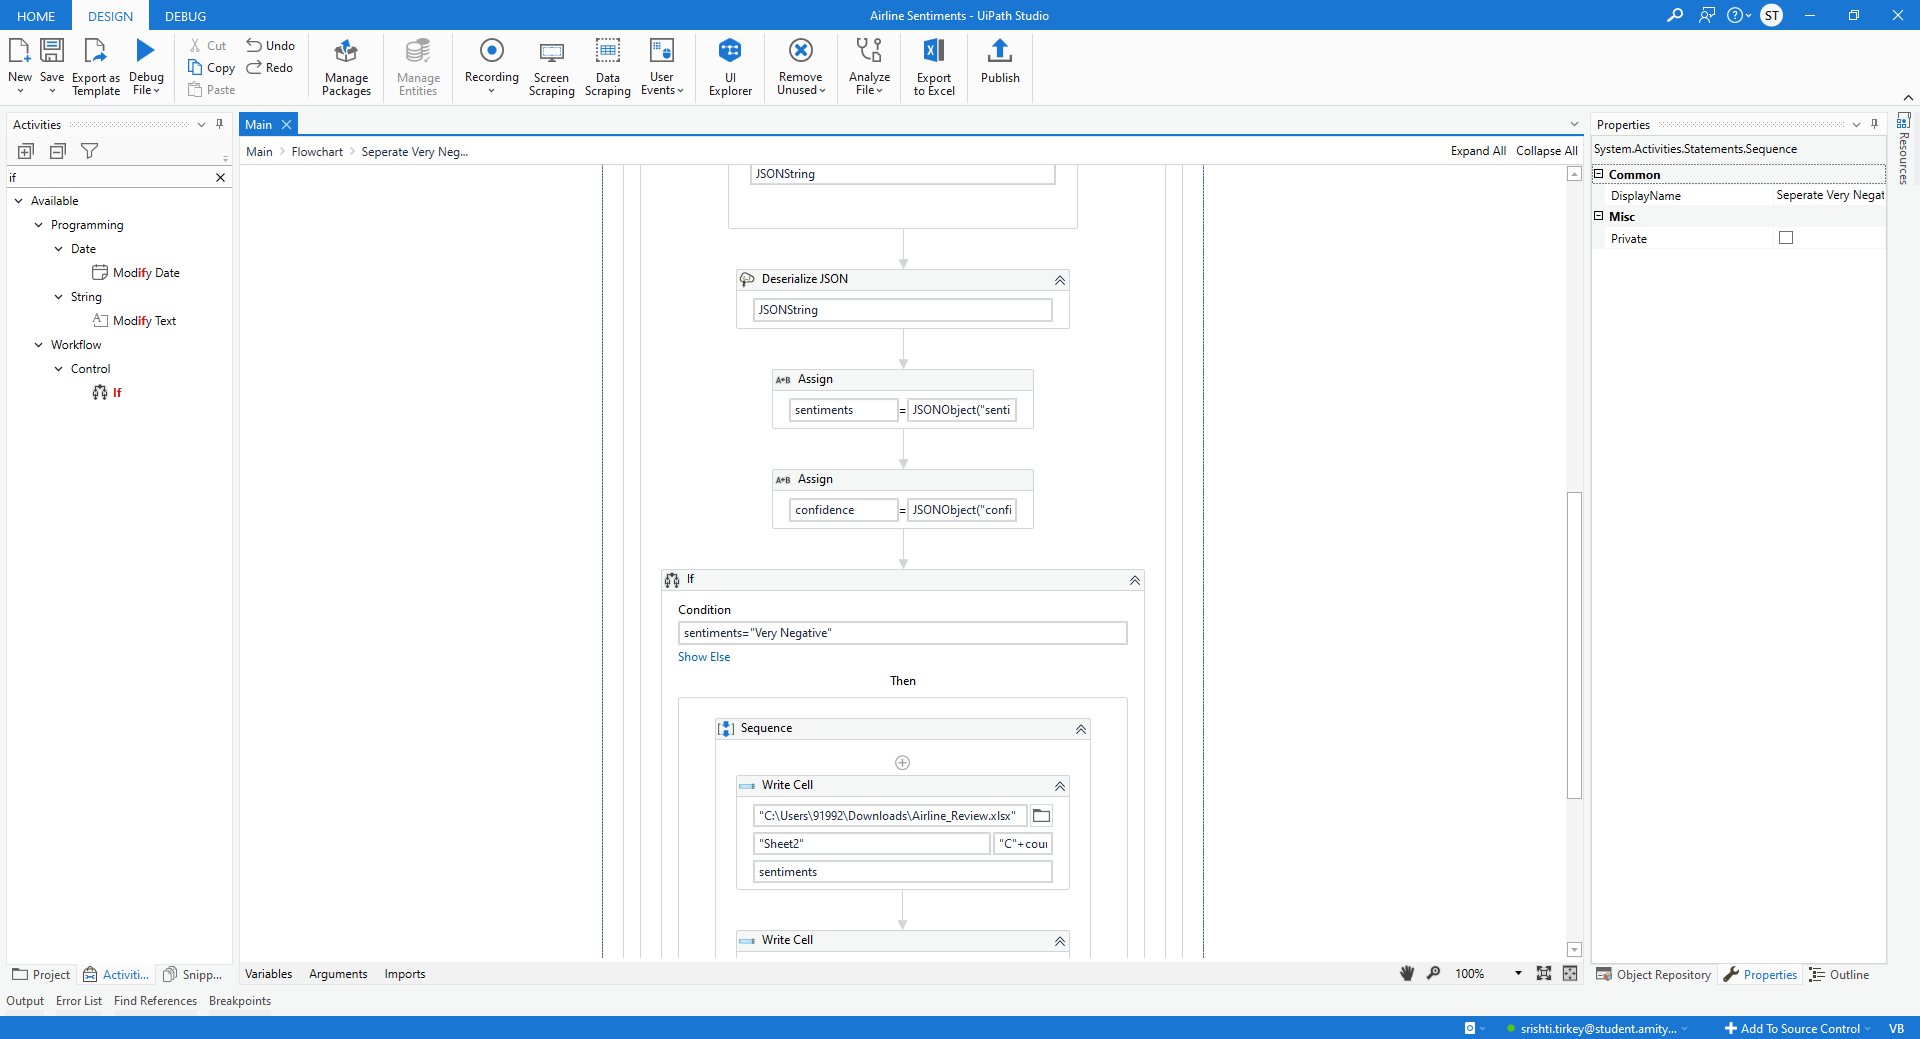 HOME DESIGN DEBUG Airline Sentiments - UiPath Studio ST
New Save Export as Template Debug File
Cut Copy Paste Undo Redo
Manage Packages
Manage Entities
Recording Screen Scraping Data Scraping User Events
UI Explorer
Remove Unused
Analyze File
Export to Excel
Publish
Activities
if
Available
Programming
Date
Modify Date
String
Modify Text
Workflow
Control
If
Project Activiti... Snipp...
Main
Main Flowchart Seperate Very Neg... Expand All Collapse All
JSONString
Deserialize JSON
JSONString
A+B Assign
sentiments = JSONObject("senti
A+B Assign
confidence = JSONObject("confi
If
Condition
sentiments="Very Negative"
Show Else
Then
Sequence
Write Cell
"C:\Users\91992\Downloads\Airline_Review.xlsx"
"Sheet2" "C"+cou
sentiments
Write Cell
Variables Arguments Imports 100%
Properties
System.Activities.Statements.Sequence
Common
DisplayName Seperate Very Negat
Misc
Private
Resources
Object Repository Properties Outline
Output Error List Find References Breakpoints
srishti.tirkey@student.amity... Add To Source Control VB